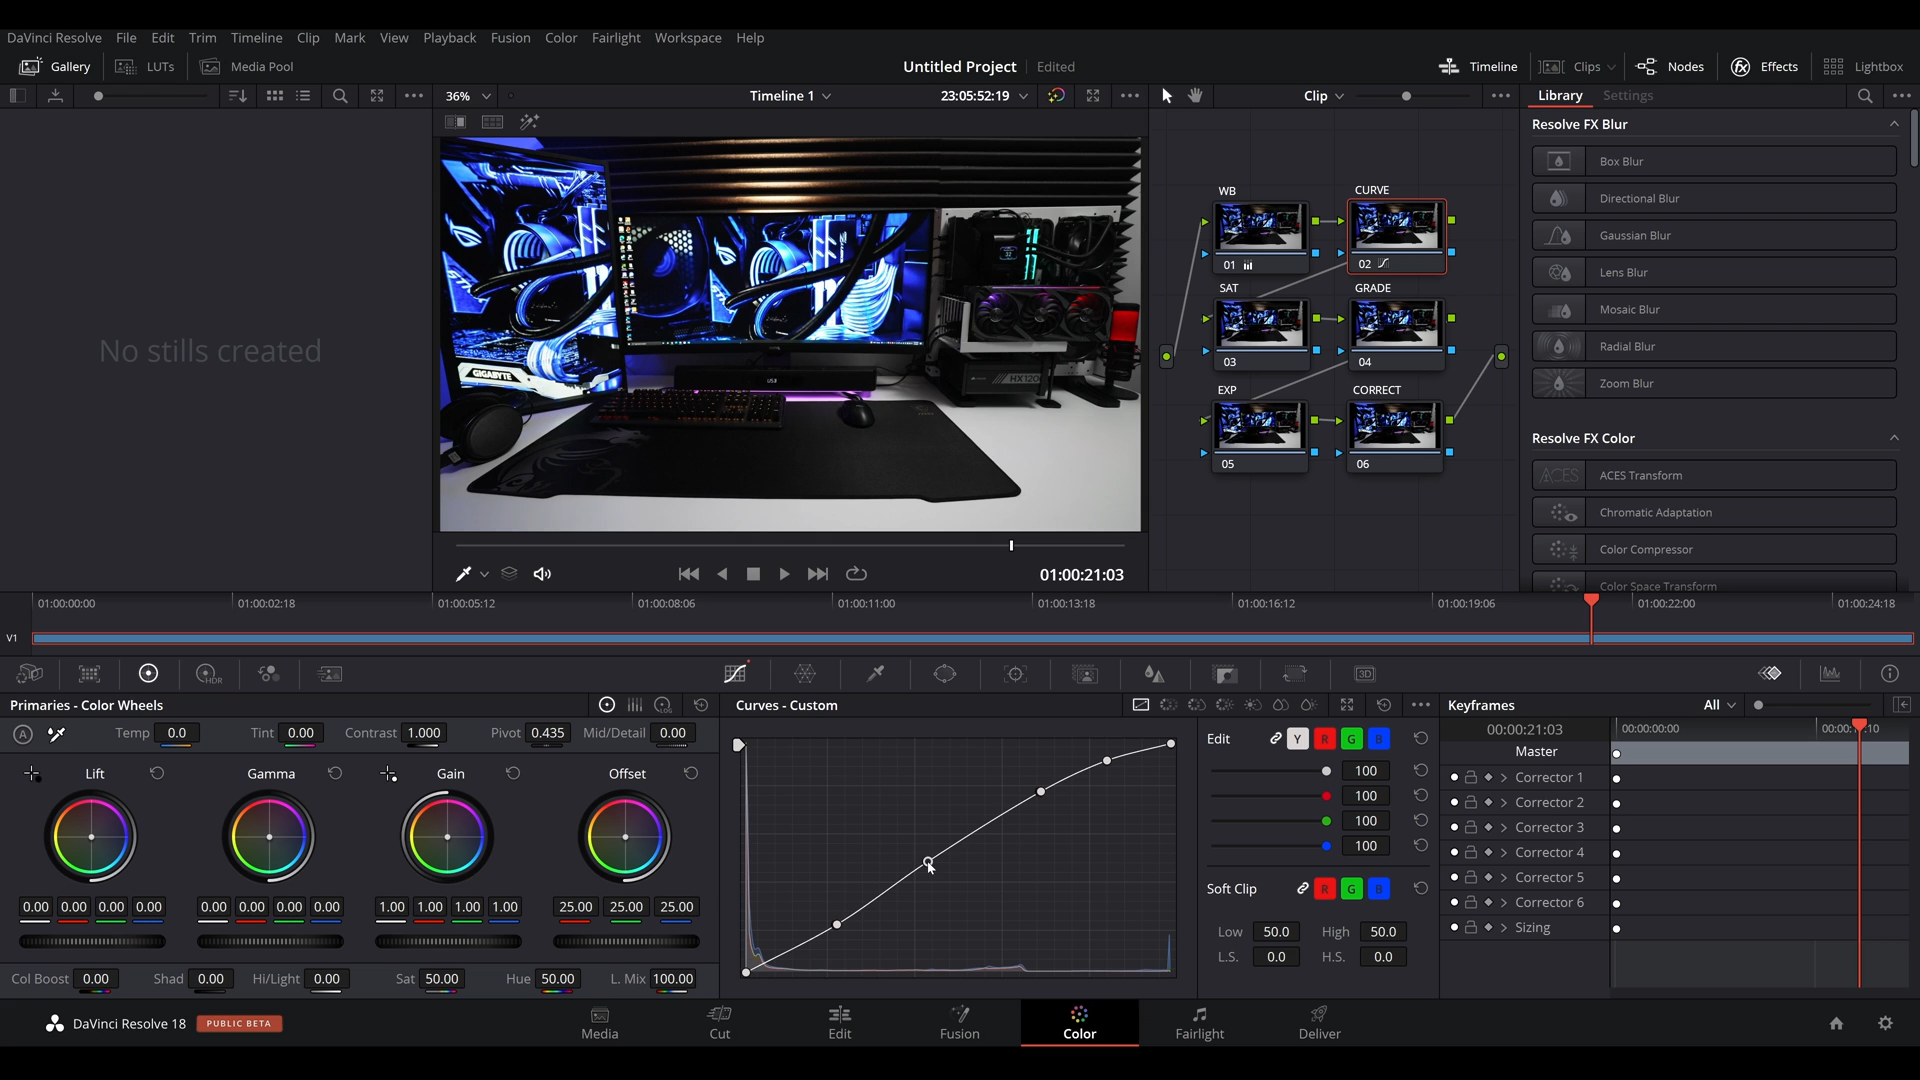 DaVinci Resolve File Edit Trim Timeline Clip Mark View Playback Fusion Color Fairlight Workspace Help
Gallery LUTs Media Pool Untitled Project Edited Timeline Clips Nodes Effects Lightbox
36% Timeline 1 23:05:52:19 Clip Library Settings
Resolve FX Blur
Box Blur
Directional Blur
Gaussian Blur
Lens Blur
Mosaic Blur
Radial Blur
Zoom Blur
Resolve FX Color
ACES Transform
Chromatic Adaptation
Color Compressor
Color Space Transform
No stills created
GIGABYTE
WB CURVE
01 02
SAT GRADE
03 04
EXP CORRECT
05 06
01:00:21:03
01:00:00:00 01:00:02:18 01:00:05:12 01:00:08:06 01:00:11:00 01:00:13:18 01:00:16:12 01:00:19:06 01:00:22:00 01:00:24:18
V1
HDR 3D
Primaries - Color Wheels LOG
A Temp 0.0 Tint 0.00 Contrast 1.000 Pivot 0.435 Mid/Detail 0.00
Lift Gamma Gain Offset
0.00 0.00 0.00 0.00 0.00 0.00 0.00 0.00 1.00 1.00 1.00 1.00 25.00 25.00 25.00
Col Boost 0.00 Shad 0.00 Hi/Light 0.00 Sat 50.00 Hue 50.00 L. Mix 100.00
Curves - Custom
Edit Y R G B
100
100
100
100
Soft Clip R G B
Low 50.0 High 50.0
L.S. 0.0 H.S. 0.0
Keyframes All
00:00:21:03 00:00:00:00
Master
Corrector 1
Corrector 2
Corrector 3
Corrector 4
Corrector 5
Corrector 6
Sizing
DaVinci Resolve 18 PUBLIC BETA Media Cut Edit Fusion Color Fairlight Deliver